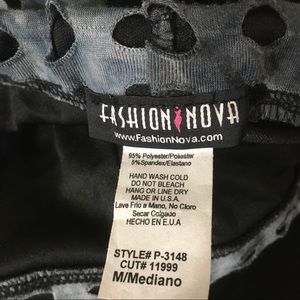 FASHION NOVA
www.FashionNova.com
95% Polyester/Poliester
5%Spandex/Elastano
HAND WASH COLD
DO NOT BLEACH
HANG OR LINE DRY
MADE IN U.S.A.
Lave Frio a Mano, No Cloro
Secar Colgado
HECHO EN E.U.A
STYLE# P-3148
CUT# 11999
M/Mediano